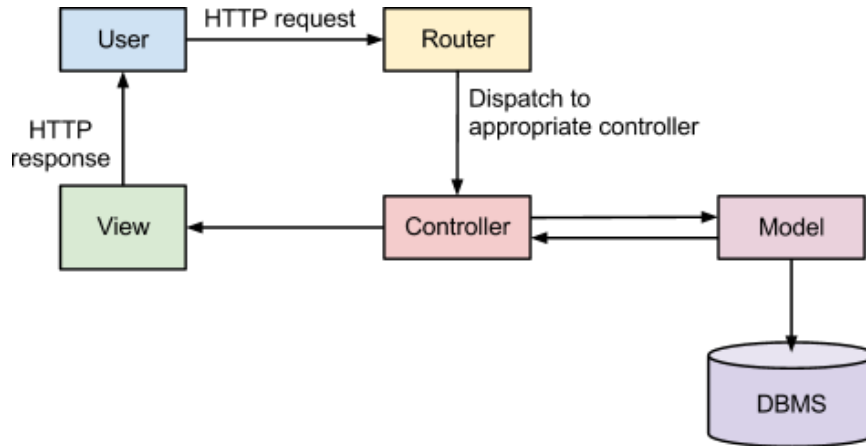 User
HTTP request
Router
Dispatch to
appropriate controller
HTTP
response
View
Controller
Model
DBMS